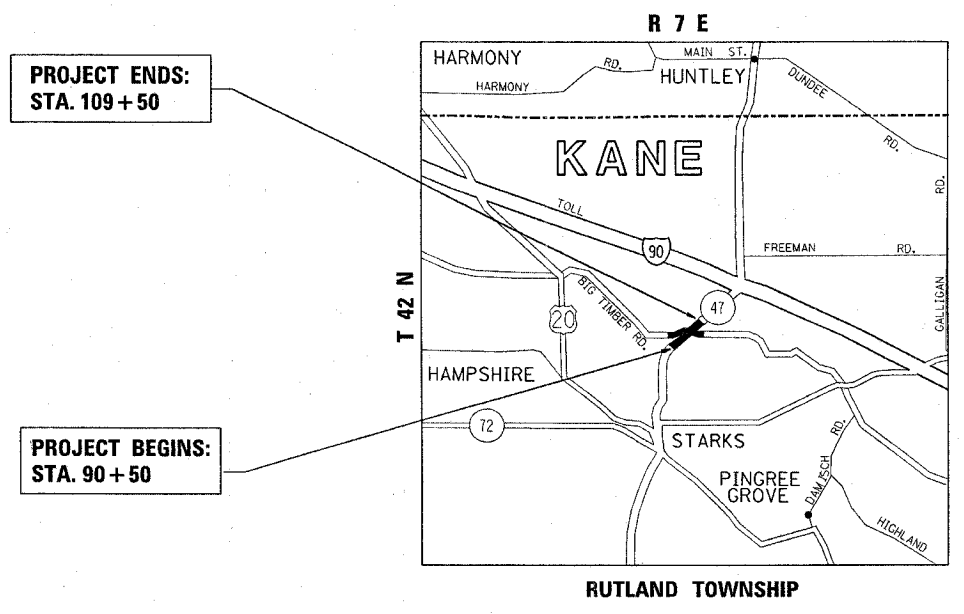 R 7 E
PROJECT ENDS:
STA. 109+50
HARMONY
MAIN ST.
HARMONY RD.
HUNTLEY
DUNDEE RD.
KANE
RD.
GALLIGAN
TOLL
90
FREEMAN RD.
T 42 N
BIG TIMBER RD.
47
20
HAMPSHIRE
72
STARKS
PROJECT BEGINS:
STA. 90+50
PINGREE
GROVE
DAMISCH RD.
HIGHLAND
RUTLAND TOWNSHIP